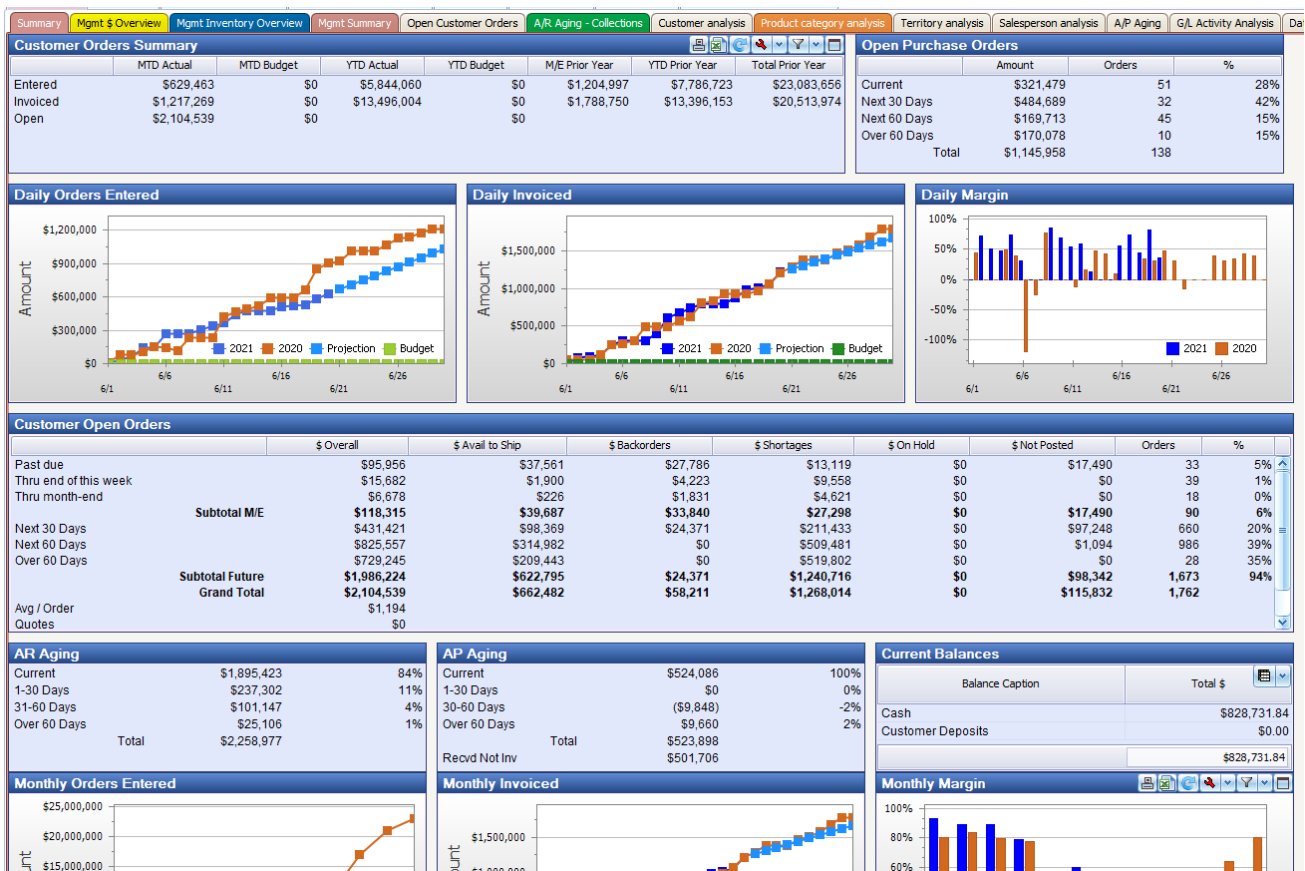 Summary Mgmt $ Overview Mgmt Inventory Overview Mgmt Summary Open Customer Orders A/R Aging - Collections Customer analysis Product category analysis Territory analysis Salesperson analysis A/P Aging G/L Activity Analysis Da
Customer Orders Summary
MTD Actual MTD Budget YTD Actual YTD Budget M/E Prior Year YTD Prior Year Total Prior Year
Entered $629,463 $0 $5,844,060 $0 $1,204,997 $7,786,723 $23,083,656
Invoiced $1,217,269 $0 $13,496,004 $0 $1,788,750 $13,396,153 $20,513,974
Open $2,104,539 $0 $0
Open Purchase Orders
Amount Orders %
Current $321,479 51 28%
Next 30 Days $484,689 32 42%
Next 60 Days $169,713 45 15%
Over 60 Days $170,078 10 15%
Total $1,145,958 138
Daily Orders Entered
Amount
$1,200,000
$900,000
$600,000
$300,000
$0
2021 2020 Projection Budget
6/6 6/16 6/26
6/1 6/11 6/21
Daily Invoiced
Amount
$1,500,000
$1,000,000
$500,000
$0
2021 2020 Projection Budget
6/6 6/16 6/26
6/1 6/11 6/21
Daily Margin
100%
50%
0%
-50%
-100%
2021 2020
6/6 6/16 6/26
6/1 6/11 6/21
Customer Open Orders
$ Overall $ Avail to Ship $ Backorders $ Shortages $ On Hold $ Not Posted Orders %
Past due $95,956 $37,561 $27,786 $13,119 $0 $17,490 33 5%
Thru end of this week $15,682 $1,900 $4,223 $9,558 $0 $0 39 1%
Thru month-end $6,678 $226 $1,831 $4,621 $0 $0 18 0%
Subtotal M/E $118,315 $39,687 $33,840 $27,298 $0 $17,490 90 6%
Next 30 Days $431,421 $98,369 $24,371 $211,433 $0 $97,248 660 20%
Next 60 Days $825,557 $314,982 $0 $509,481 $0 $1,094 986 39%
Over 60 Days $729,245 $209,443 $0 $519,802 $0 $0 28 35%
Subtotal Future $1,986,224 $622,795 $24,371 $1,240,716 $0 $98,342 1,673 94%
Grand Total $2,104,539 $662,482 $58,211 $1,268,014 $0 $115,832 1,762
Avg / Order $1,194
Quotes $0
AR Aging
Current $1,895,423 84%
1-30 Days $237,302 11%
31-60 Days $101,147 4%
Over 60 Days $25,106 1%
Total $2,258,977
AP Aging
Current $524,086 100%
1-30 Days $0 0%
30-60 Days ($9,848) -2%
Over 60 Days $9,660 2%
Total $523,898
Recvd Not Inv $501,706
Current Balances
Balance Caption Total $
Cash $828,731.84
Customer Deposits $0.00
$828,731.84
Monthly Orders Entered
$25,000,000
$20,000,000
$15,000,000
Monthly Invoiced
$1,500,000
Monthly Margin
100%
80%
60%